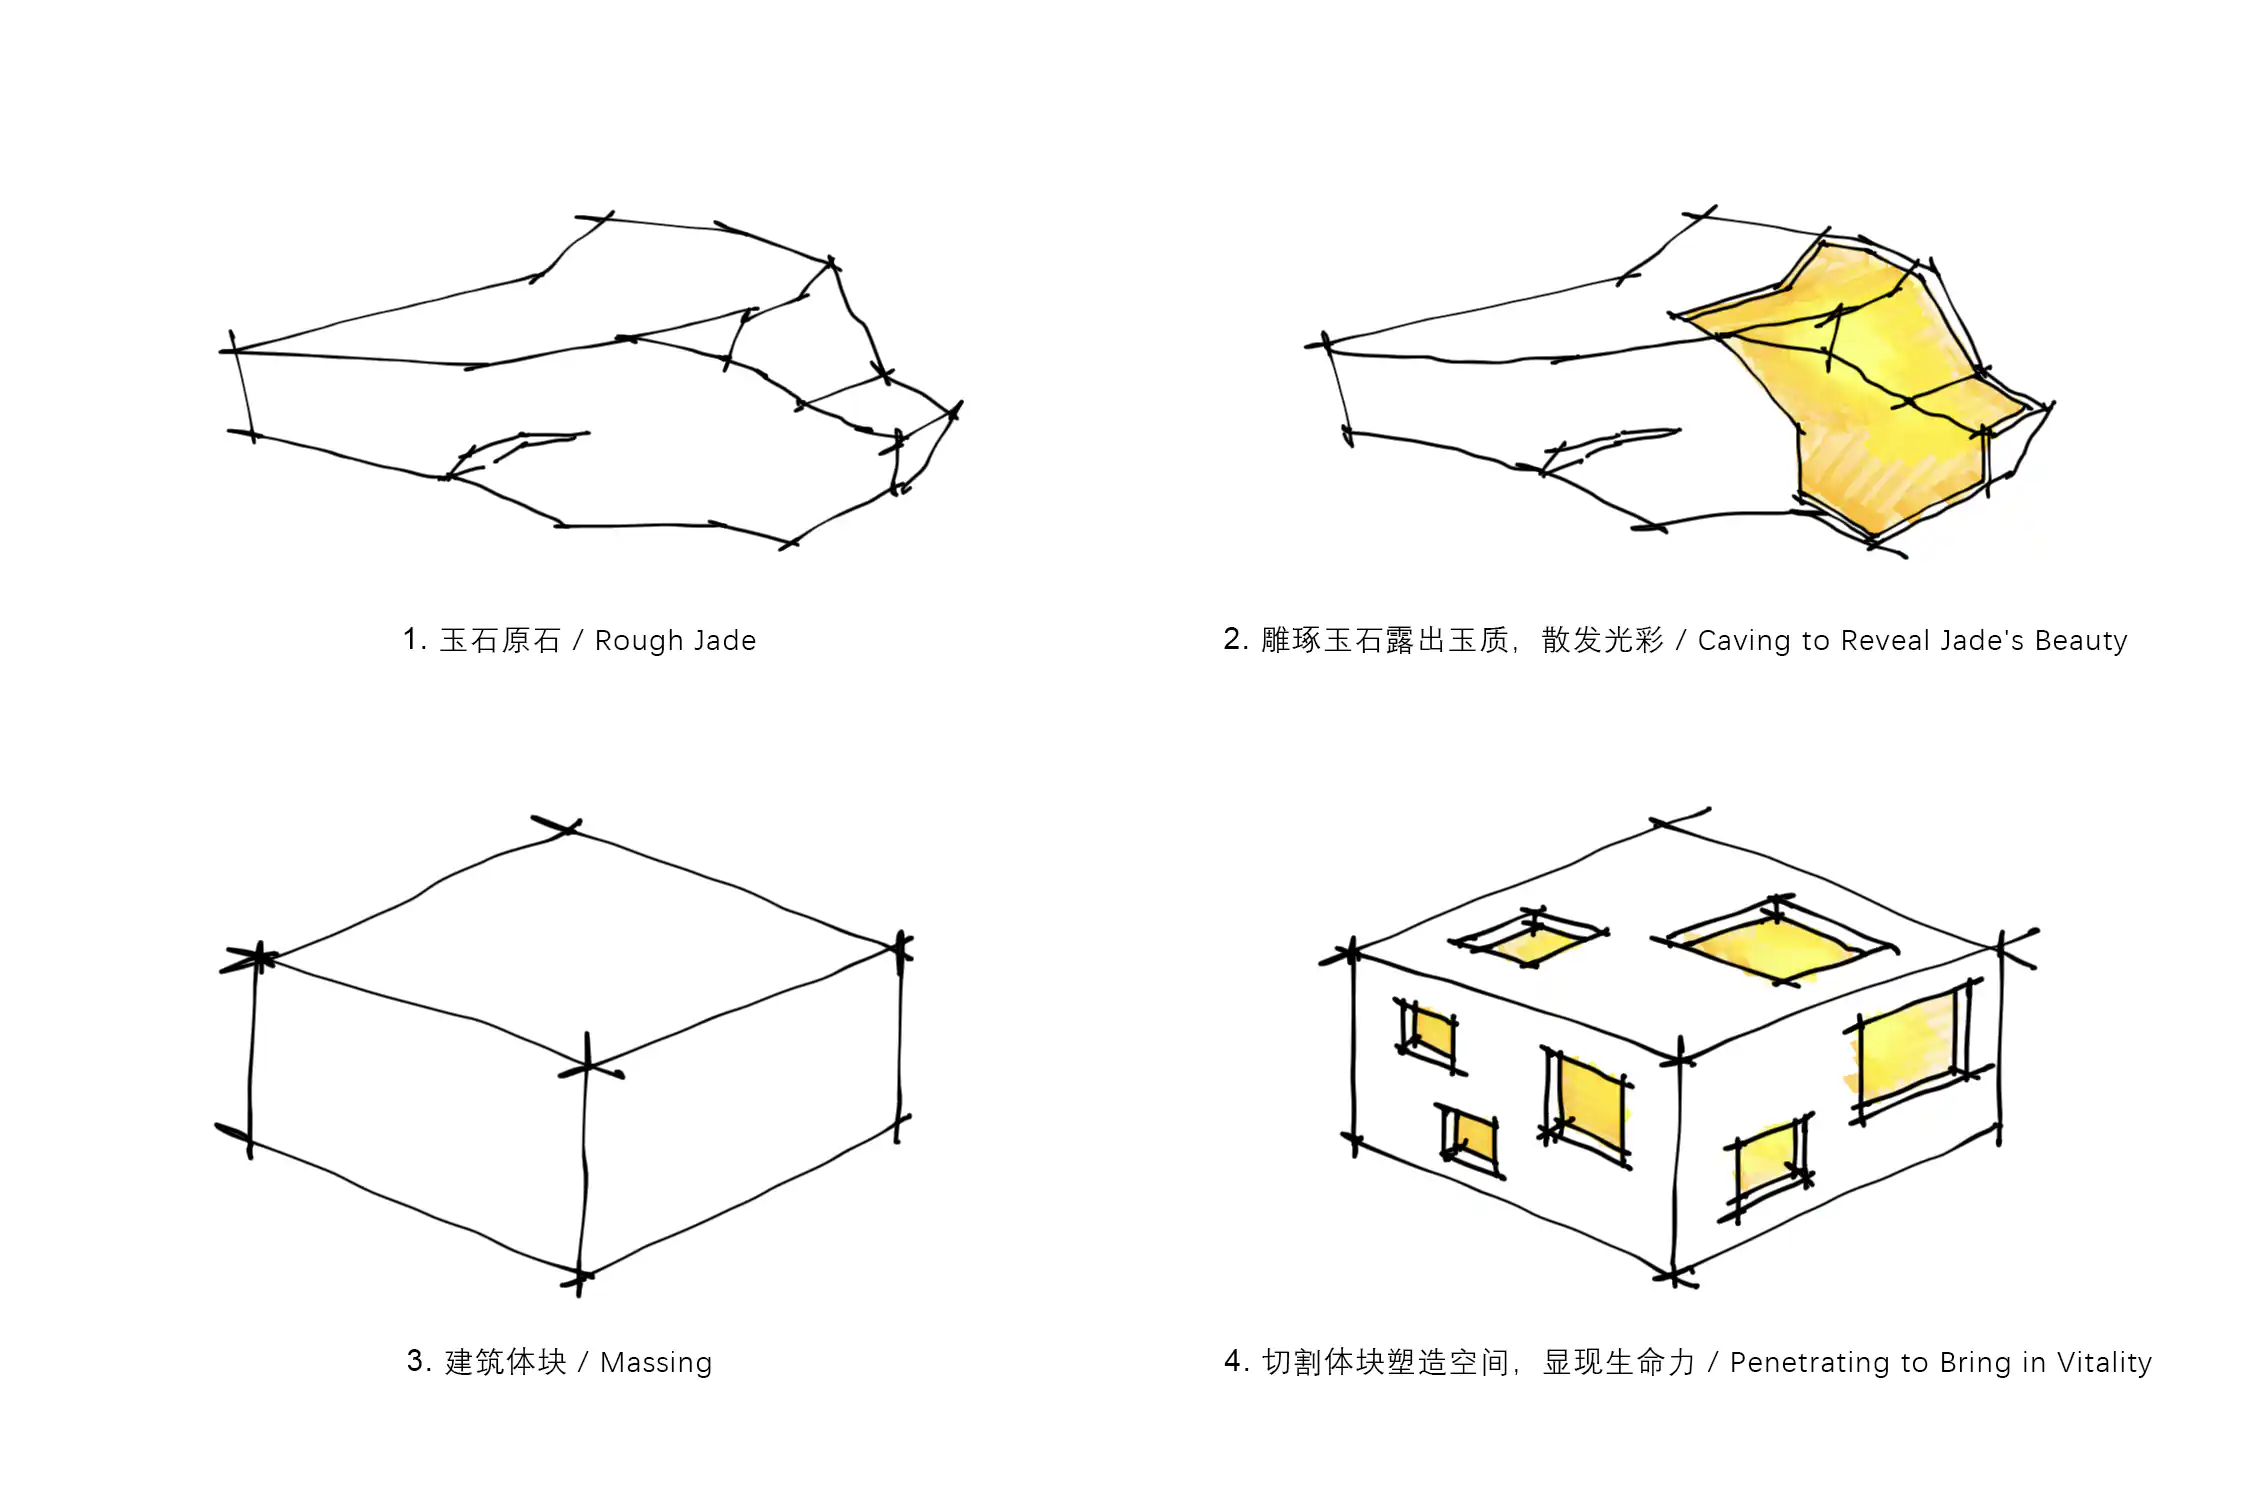 1. 玉石原石 / Rough Jade
2. 雕琢玉石露出玉质，散发光彩 / Caving to Reveal Jade's Beauty
3. 建筑体块 / Massing
4. 切割体块塑造空间，显现生命力 / Penetrating to Bring in Vitality